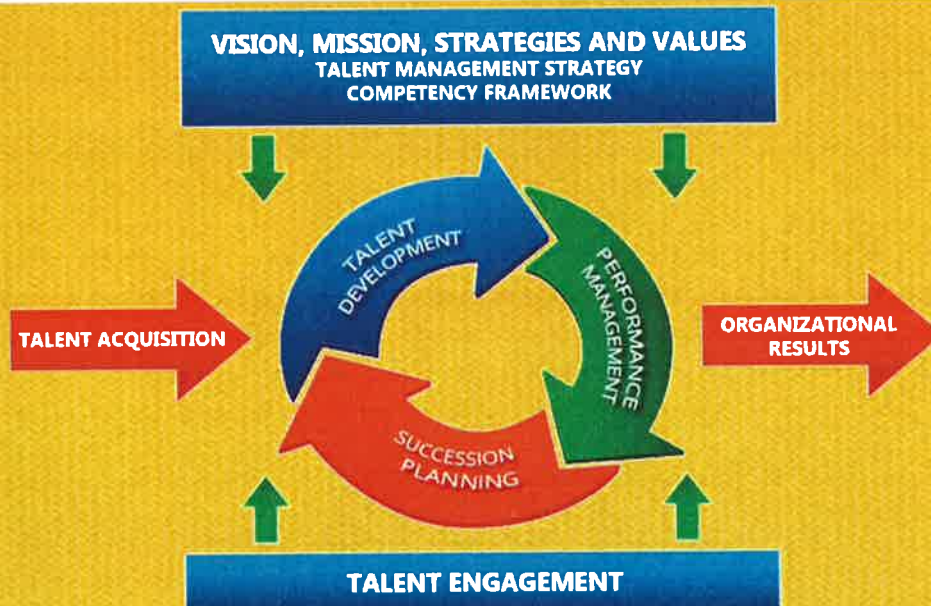 VISION, MISSION, STRATEGIES AND VALUES
TALENT MANAGEMENT STRATEGY
COMPETENCY FRAMEWORK
TALENT
DEVELOPMENT
PERFORMANCE
MANAGEMENT
TALENT ACQUISITION
ORGANIZATIONAL
RESULTS
SUCCESSION
PLANNING
TALENT ENGAGEMENT